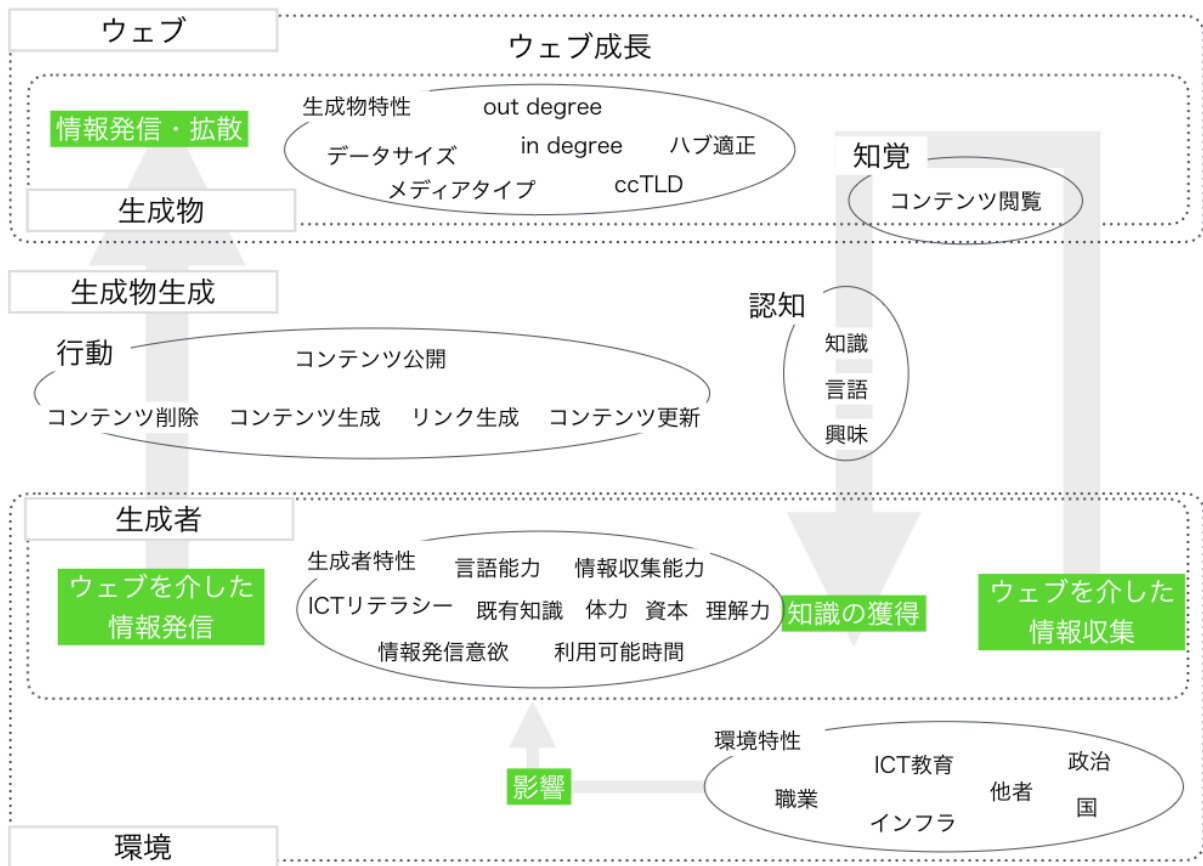 ウェブ
ウェブ成長
情報発信・拡散
生成物特性
out degree
データサイズ
in degree
ハブ適正
メディアタイプ
ccTLD
知覚
コンテンツ閲覧
生成物
生成物生成
行動
コンテンツ公開
コンテンツ削除
コンテンツ生成
リンク生成
コンテンツ更新
認知
知識
言語
興味
生成者
ウェブを介した
情報発信
生成者特性
言語能力
情報収集能力
ICTリテラシー
既有知識
体力
資本
理解力
情報発信意欲
利用可能時間
知識の獲得
ウェブを介した
情報収集
影響
環境特性
ICT教育
政治
職業
他者
国
インフラ
環境